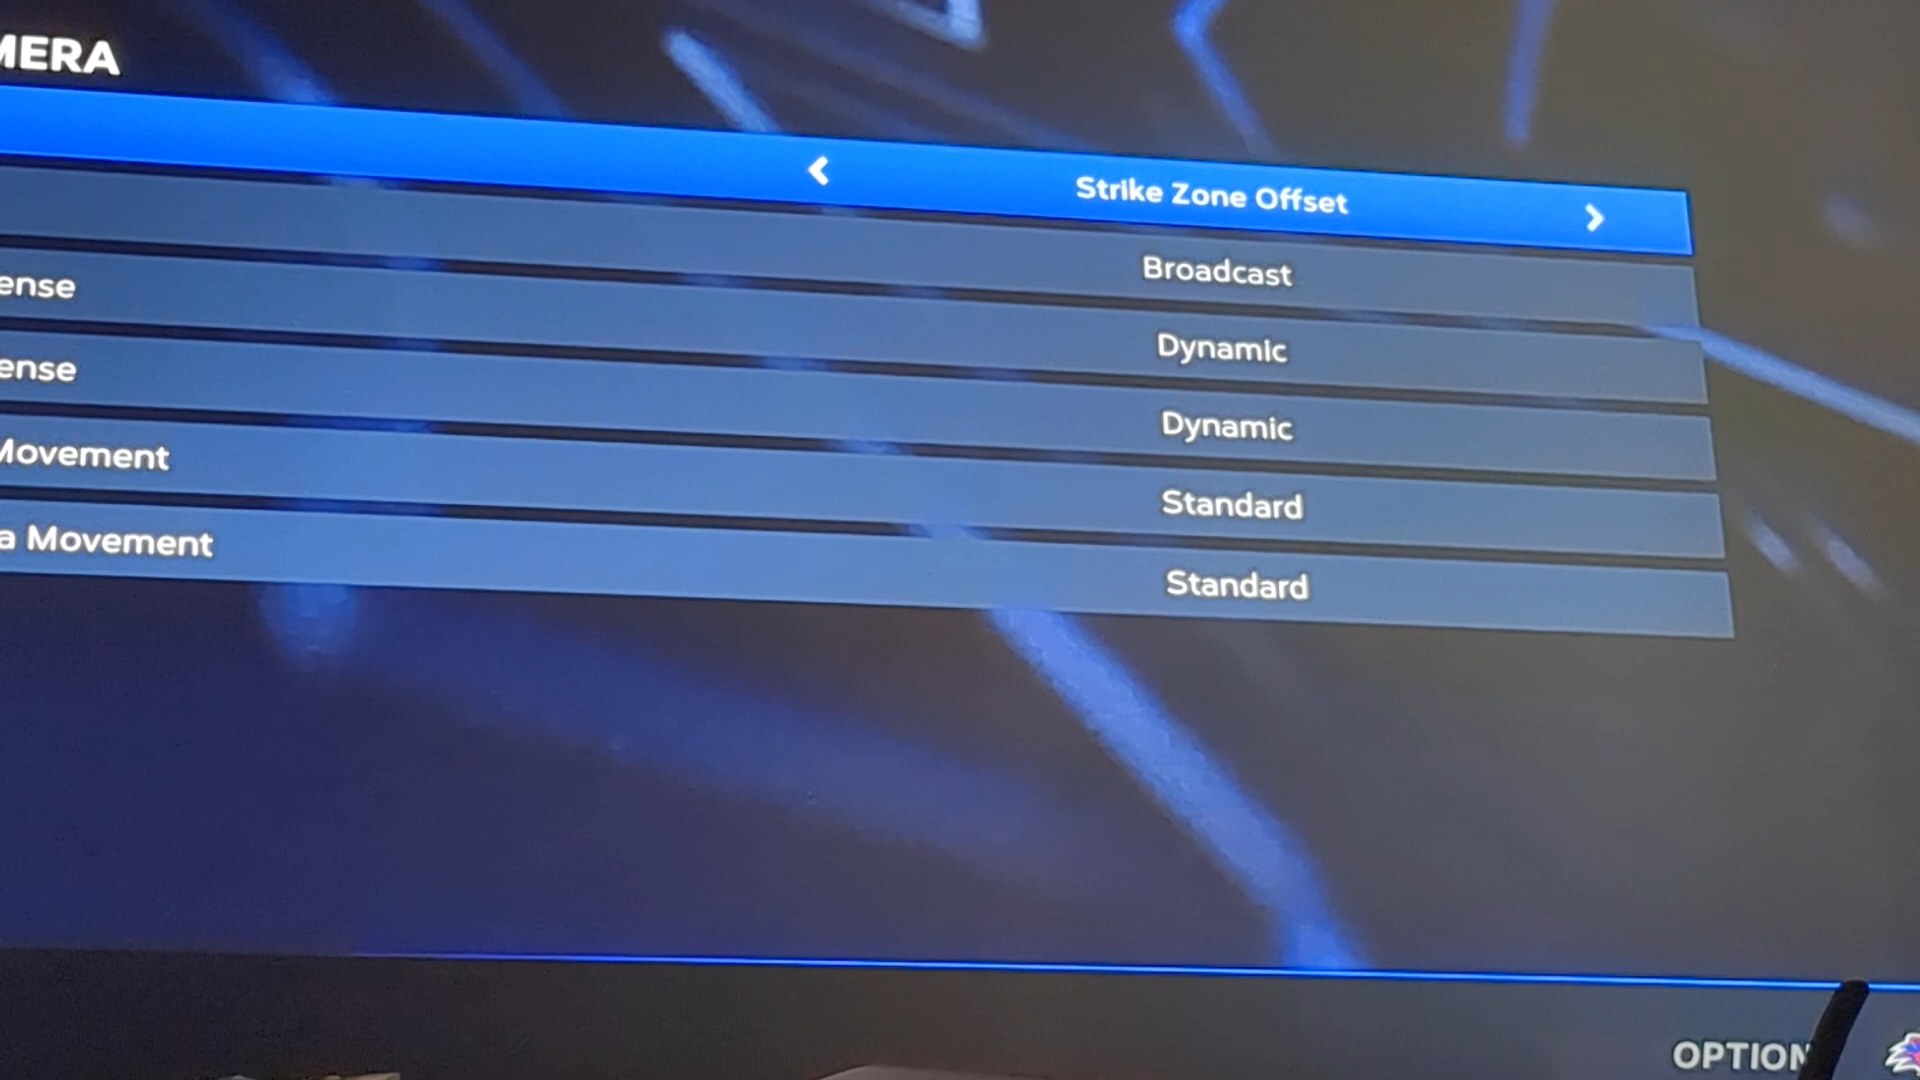 MERA
Strike Zone Offset
Broadcast
ense Dynamic
ense Dynamic
Movement Standard
a Movement Standard
OPTION